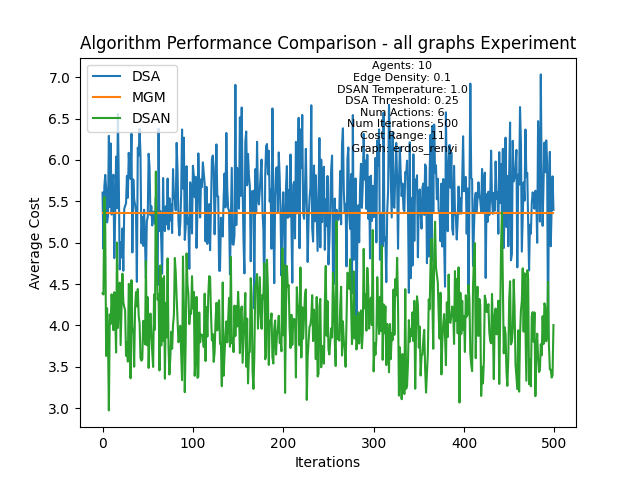 Algorithm Performance Comparison - all graphs Experiment
DSA
MGM
DSAN
Agents: 10
Edge Density: 0.1
DSAN Temperature: 1.0
DSA Threshold: 0.25
Num Actions: 6
Num Iterations: 500
Cost Range: 11
Graph: erdos_renyi
Average Cost
7.0
6.5
6.0
5.5
5.0
4.5
4.0
3.5
3.0
0
100
200
300
400
500
Iterations